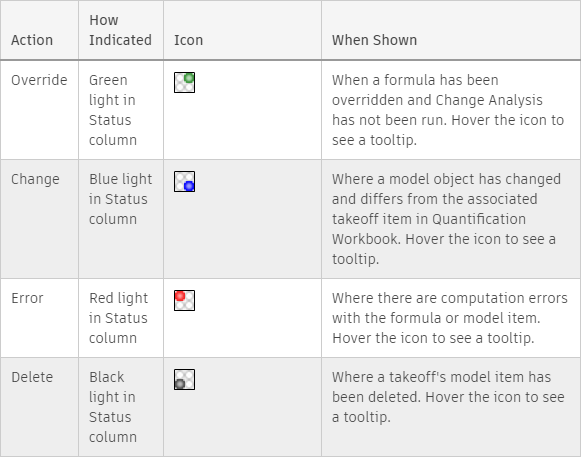 Action
How
Indicated
Icon
When Shown
Override
Green
light in
Status
column
When a formula has been
overridden and Change Analysis
has not been run. Hover the icon to
see a tooltip.
Change
Blue light
in Status
column
Where a model object has changed
and differs from the associated
takeoff item in Quantification
Workbook. Hover the icon to see a
tooltip.
Error
Red light
in Status
column
Where there are computation errors
with the formula or model item.
Hover the icon to see a tooltip.
Delete
Black
light in
Status
column
Where a takeoff's model item has
been deleted. Hover the icon to see
a tooltip.